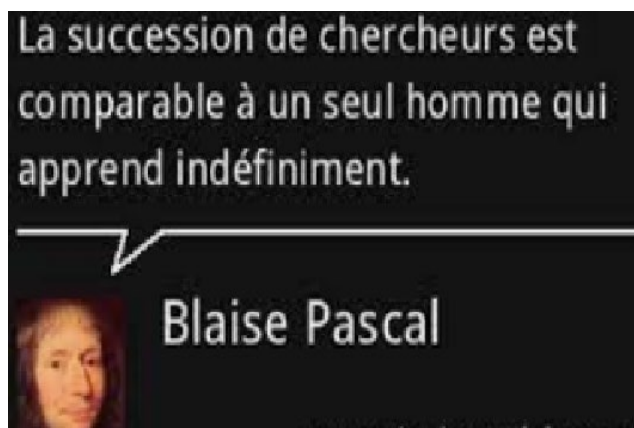 La succession de chercheurs est
comparable à un seul homme qui
apprend indéfiniment.
Blaise Pascal